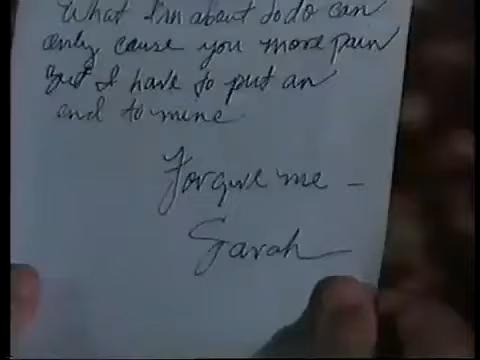 What I'm about to do can
only cause you more pain
But I have to put an
end to mine
Forgive me –
Sarah